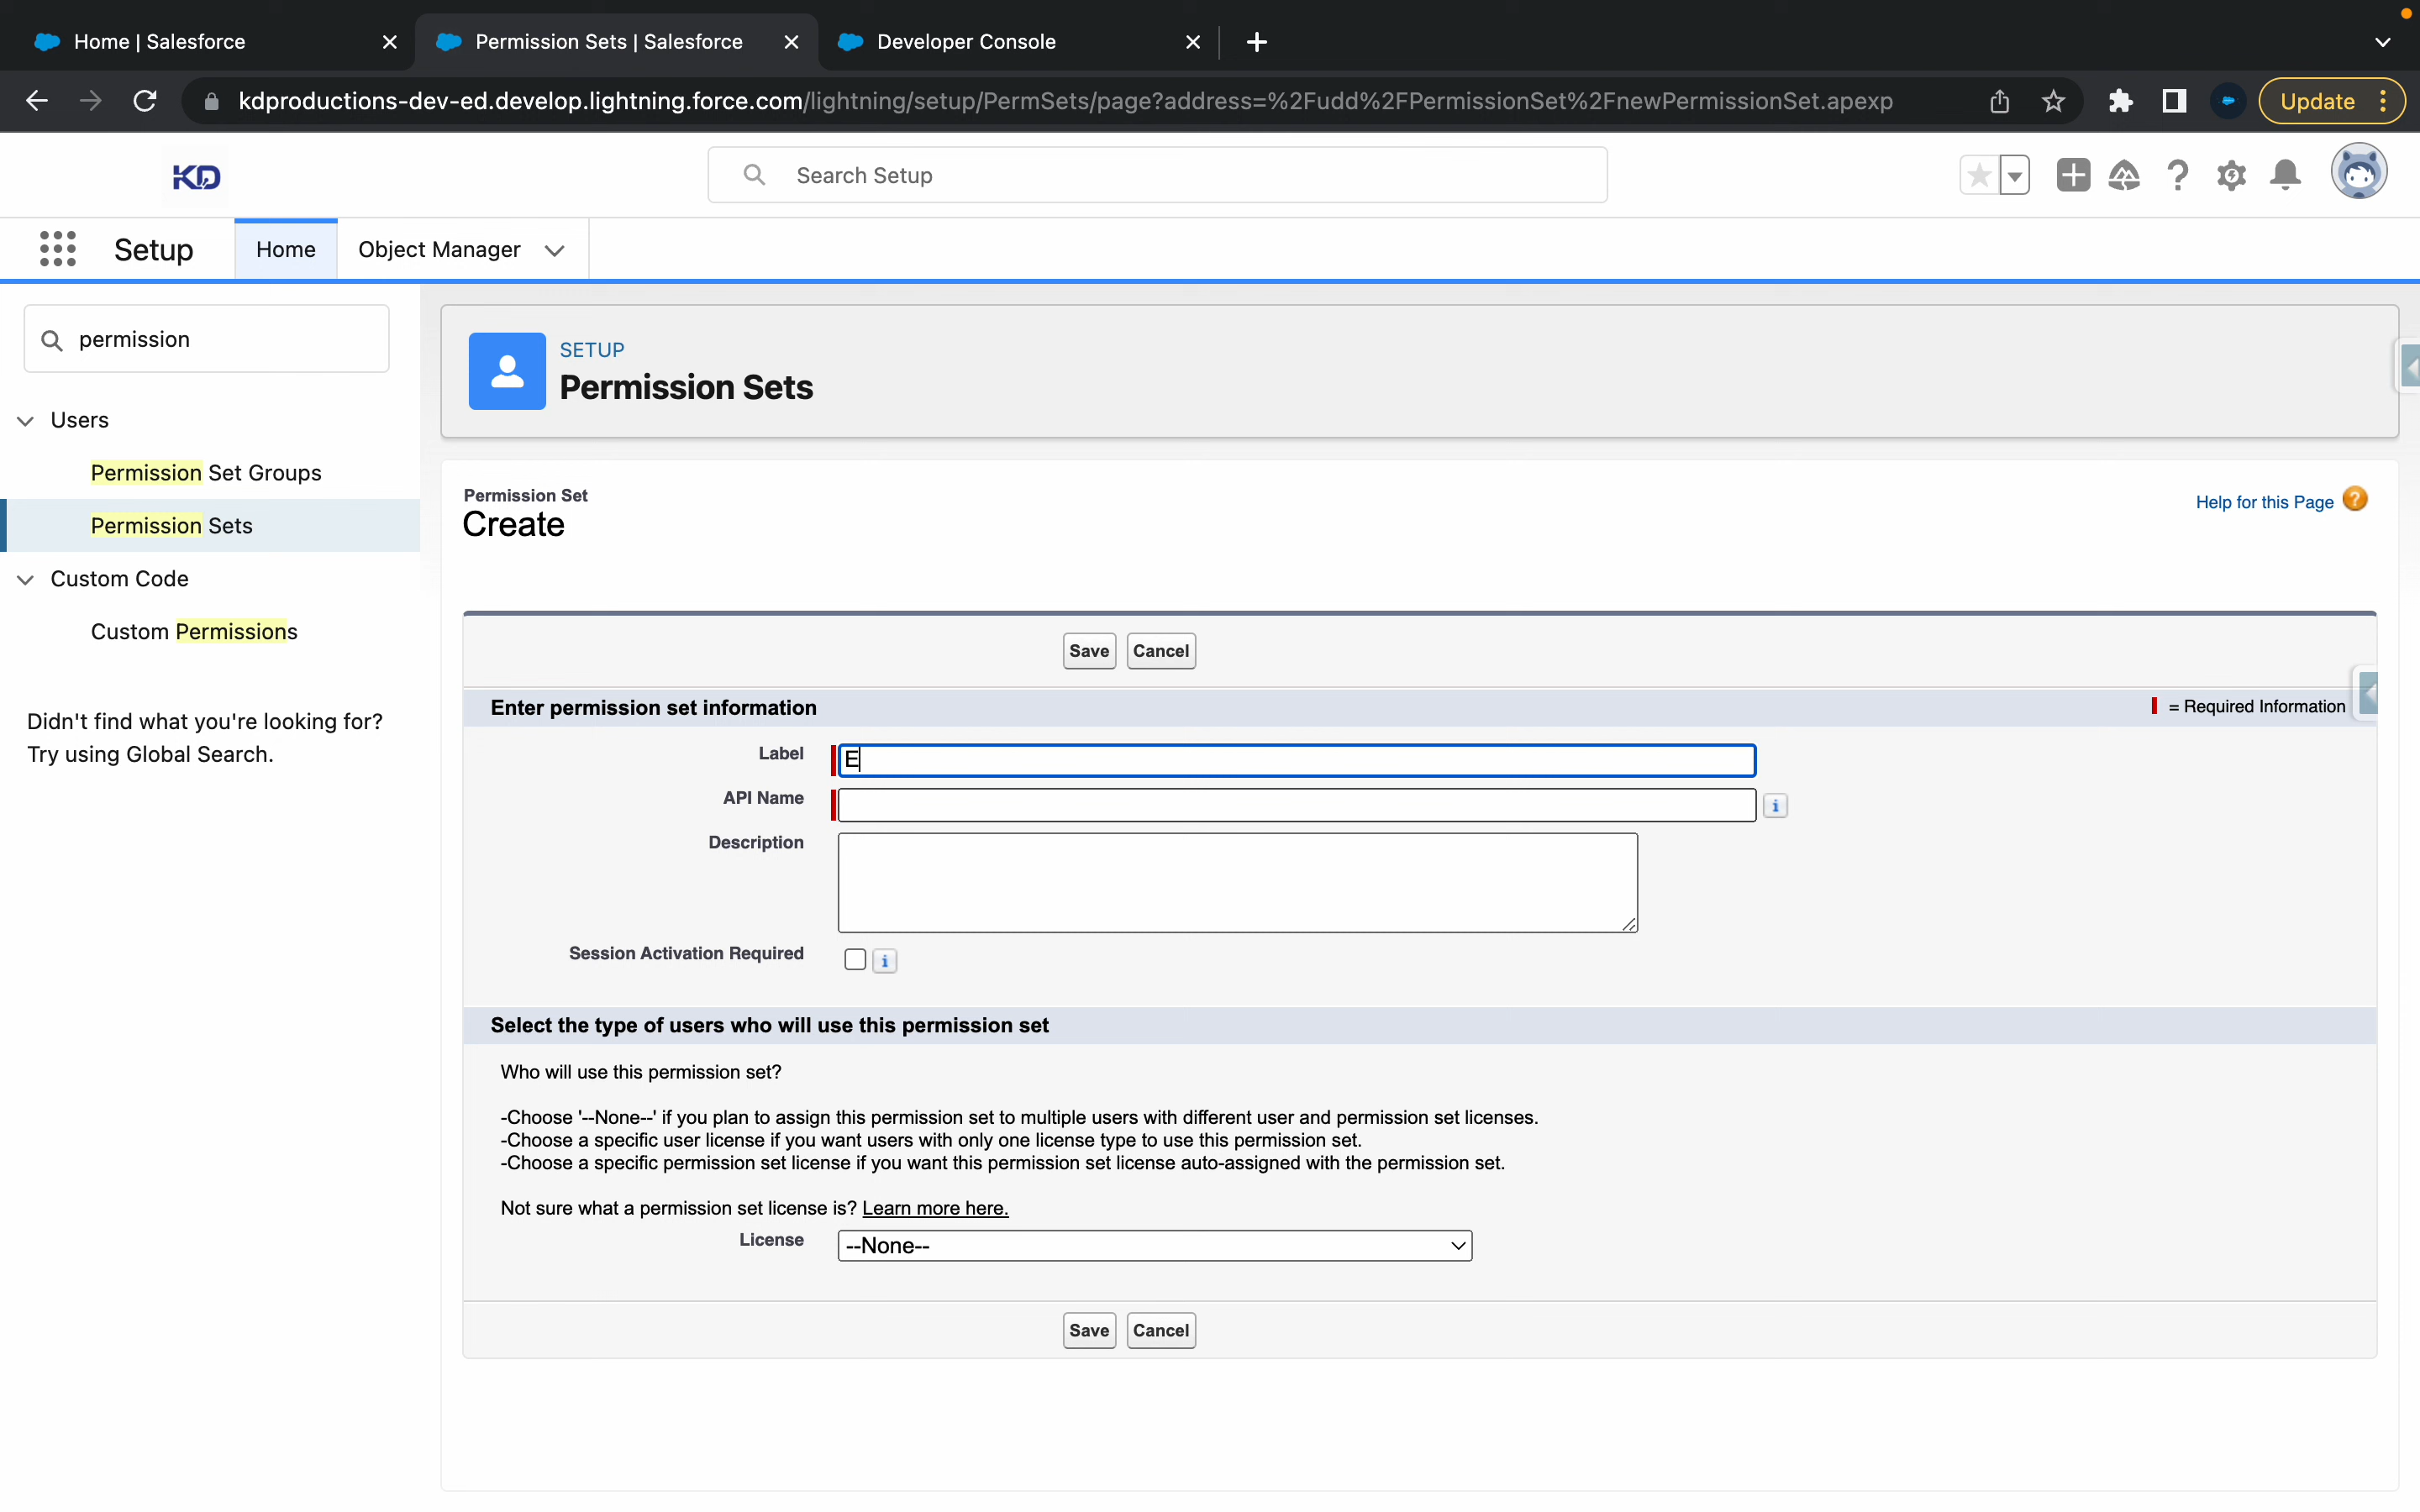 Home | Salesforce
Permission Sets | Salesforce
Developer Console
kdproductions-dev-ed.develop.lightning.force.com/lightning/setup/PermSets/page?address=%2Fudd%2FPermissionSet%2FnewPermissionSet.apexp
Update
KD
Search Setup
Setup
Home
Object Manager
permission
Users
Permission Set Groups
Permission Sets
Custom Code
Custom Permissions
Didn't find what you're looking for?
Try using Global Search.
SETUP
Permission Sets
Permission Set
Create
Help for this Page
Save Cancel
Enter permission set information
= Required Information
Label E
API Name
Description
Session Activation Required
Select the type of users who will use this permission set
Who will use this permission set?
-Choose '--None--' if you plan to assign this permission set to multiple users with different user and permission set licenses.
-Choose a specific user license if you want users with only one license type to use this permission set.
-Choose a specific permission set license if you want this permission set license auto-assigned with the permission set.
Not sure what a permission set license is? Learn more here.
License --None--
Save Cancel